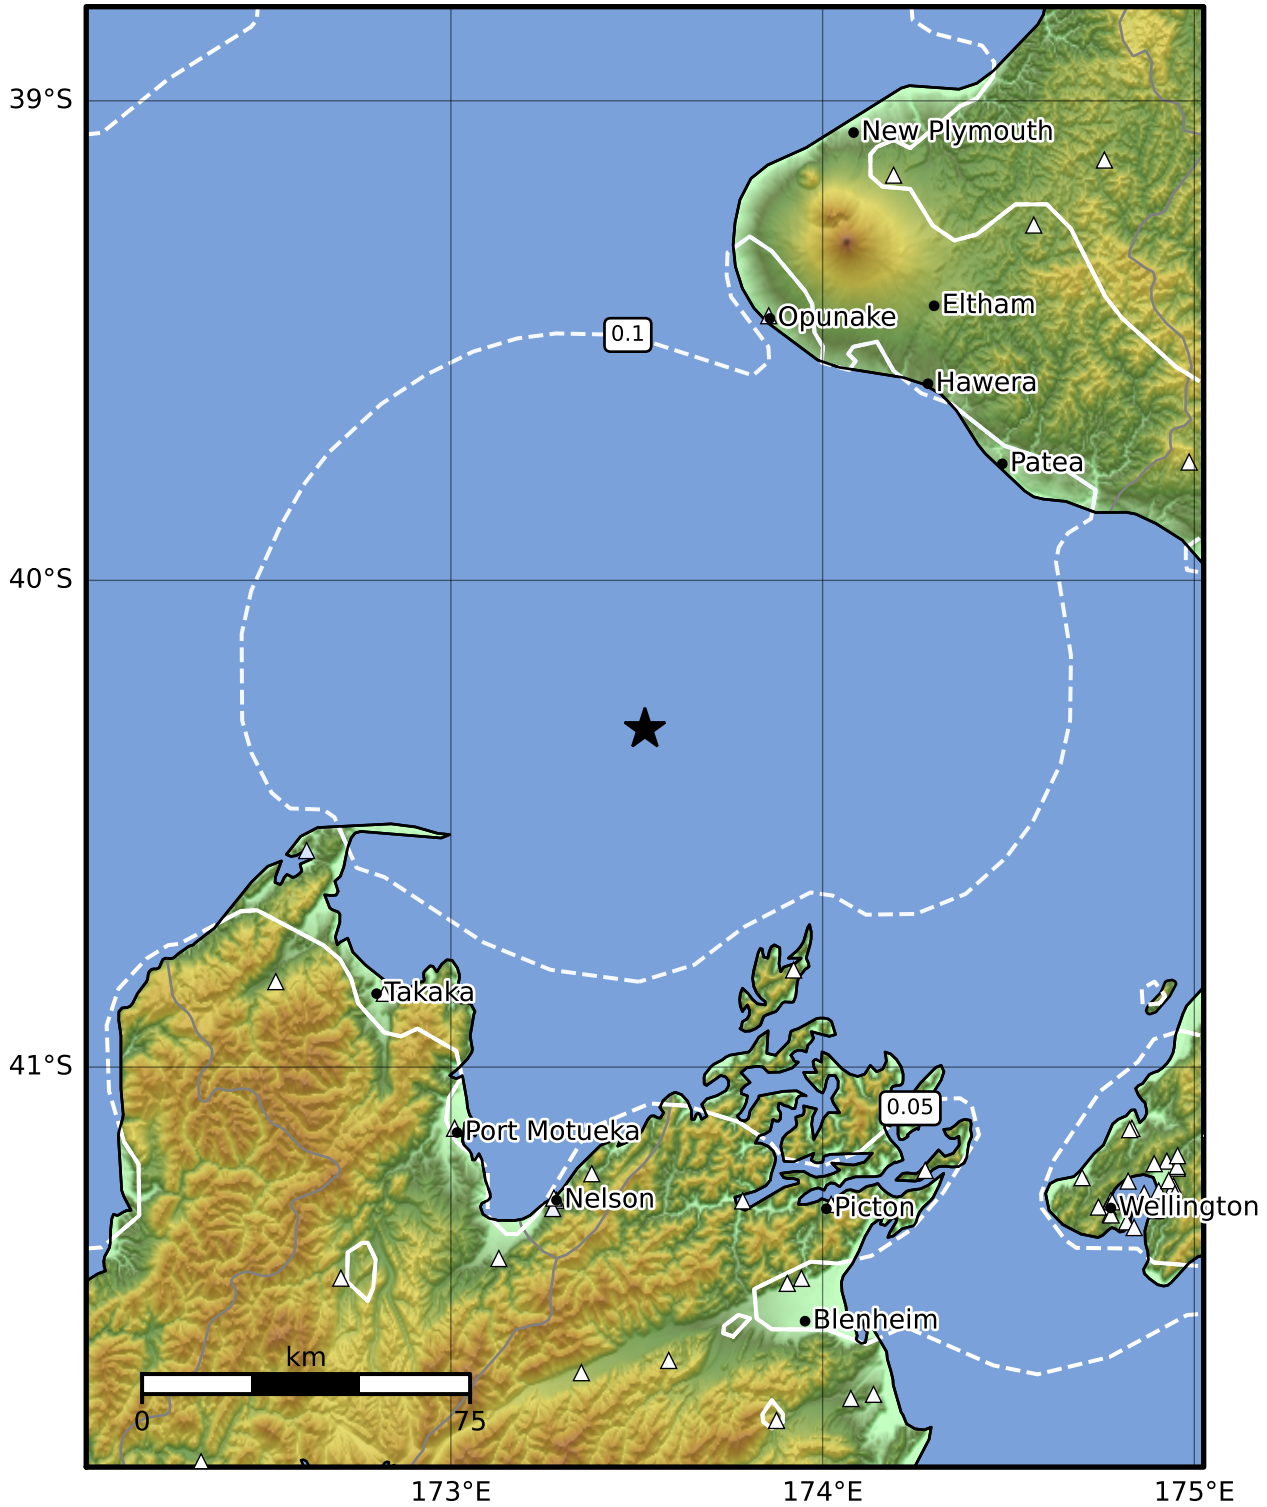 39°S
New Plymouth
Eltham
Opunake
0.1
Hawera
Patea
40°S
Takaka
41°S
0.05
Port Motueka
Nelson
Picton
Wellington
Blenheim
km
0 75
173°E 174°E 175°E